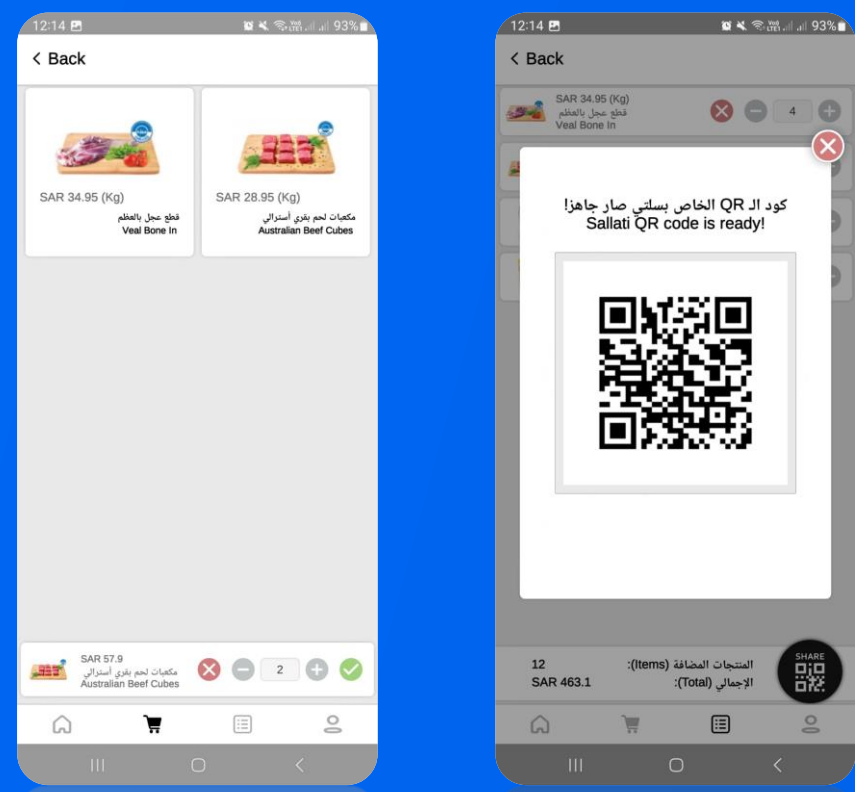 12:14
93%
< Back
SAR 34.95 (Kg)
قطع عجل بالعظم
Veal Bone In
SAR 28.95 (Kg)
مكعبات لحم بقري أسترالي
Australian Beef Cubes
SAR 57.9
مكعبات لحم بقري أسترالي
Australian Beef Cubes
2
12:14
93%
< Back
SAR 34.95 (Kg)
قطع عجل بالعظم
Veal Bone In
4
كود الـ QR الخاص بسلتي صار جاهز!
Sallati QR code is ready!
المنتجات المضافة (Items): 12
الإجمالي (Total): SAR 463.1
SHARE